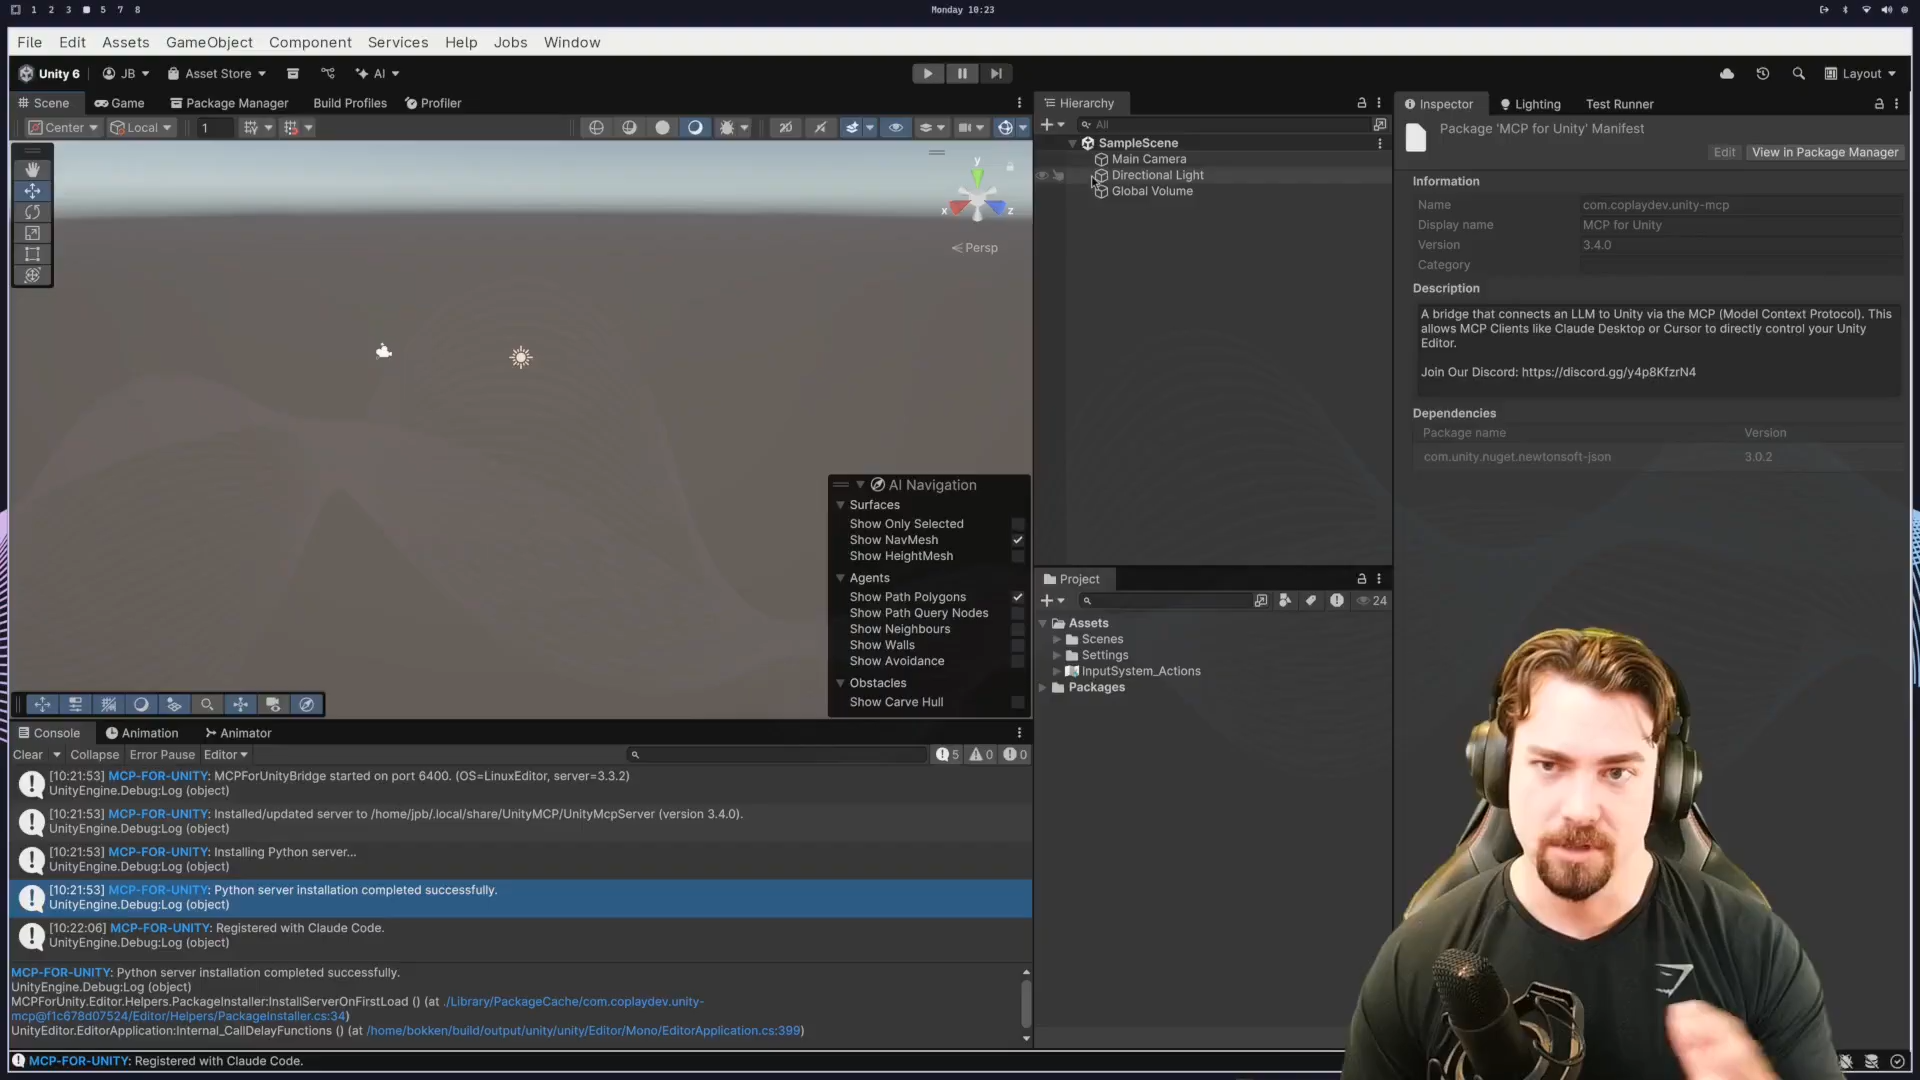 1 2 3 5 7 8
Monday 10:23
File Edit Assets GameObject Component Services Help Jobs Window
Unity 6 JB Asset Store AI Layout
Scene Game Package Manager Build Profiles Profiler
Center Local 1 2D
y
x z
Persp
AI Navigation
Surfaces
Show Only Selected
Show NavMesh
Show HeightMesh
Agents
Show Path Polygons
Show Path Query Nodes
Show Neighbours
Show Walls
Show Avoidance
Obstacles
Show Carve Hull
Hierarchy
All
SampleScene
Main Camera
Directional Light
Global Volume
Project
24
Assets
Scenes
Settings
InputSystem_Actions
Packages
Inspector Lighting Test Runner
Package 'MCP for Unity' Manifest
Edit View in Package Manager
Information
Name com.coplaydev.unity-mcp
Display name MCP for Unity
Version 3.4.0
Category
Description
A bridge that connects an LLM to Unity via the MCP (Model Context Protocol). This
allows MCP Clients like Claude Desktop or Cursor to directly control your Unity
Editor.
Join Our Discord: https://discord.gg/y4p8KfzrN4
Dependencies
Package name Version
com.unity.nuget.newtonsoft-json 3.0.2
Console Animation Animator
Clear Collapse Error Pause Editor 5 0 0
[10:21:53] MCP-FOR-UNITY: MCPForUnityBridge started on port 6400. (OS=LinuxEditor, server=3.3.2)
UnityEngine.Debug:Log (object)
[10:21:53] MCP-FOR-UNITY: Installed/updated server to /home/jpb/.local/share/UnityMCP/UnityMcpServer (version 3.4.0).
UnityEngine.Debug:Log (object)
[10:21:53] MCP-FOR-UNITY: Installing Python server...
UnityEngine.Debug:Log (object)
[10:21:53] MCP-FOR-UNITY: Python server installation completed successfully.
UnityEngine.Debug:Log (object)
[10:22:06] MCP-FOR-UNITY: Registered with Claude Code.
UnityEngine.Debug:Log (object)
MCP-FOR-UNITY: Python server installation completed successfully.
UnityEngine.Debug:Log (object)
MCPForUnity.Editor.Helpers.PackageInstaller:InstallServerOnFirstLoad () (at ./Library/PackageCache/com.coplaydev.unity-
mcp@f1c678d07524/Editor/Helpers/PackageInstaller.cs:34)
UnityEditor.EditorApplication:Internal_CallDelayFunctions () (at /home/bokken/build/output/unity/unity/Editor/Mono/EditorApplication.cs:399)
MCP-FOR-UNITY: Registered with Claude Code.